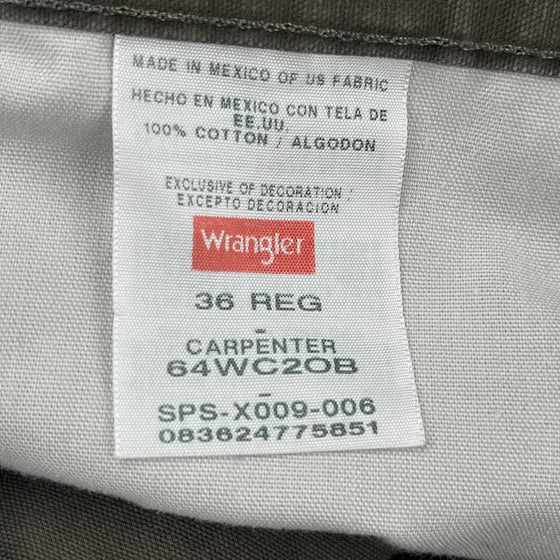 MADE IN MEXICO OF US FABRIC
HECHO EN MEXICO CON TELA DE
EE.UU.
100% COTTON / ALGODON
EXCLUSIVE OF DECORATION/
EXCEPTO DECORACION
Wrangler
36 REG
-
CARPENTER
64WC2OB
-
SPS-X009-006
083624775851